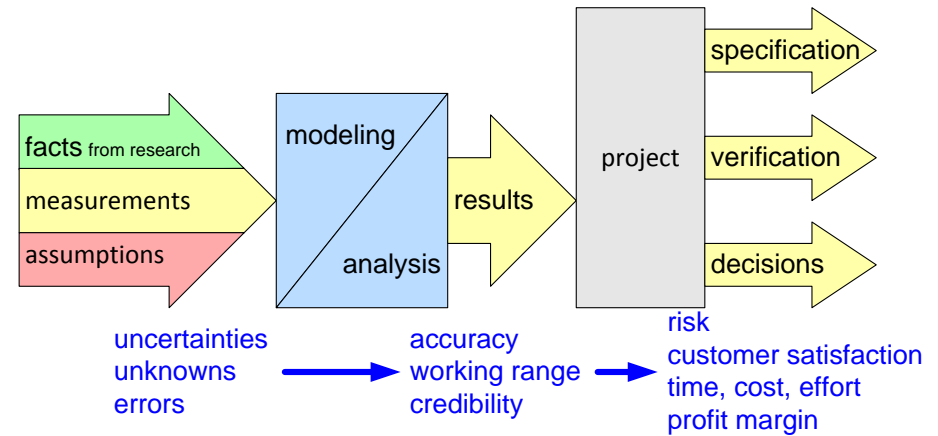 facts from research
measurements
assumptions
modeling
analysis
results
project
specification
verification
decisions
uncertainties
unknowns
errors
accuracy
working range
credibility
risk
customer satisfaction
time, cost, effort
profit margin